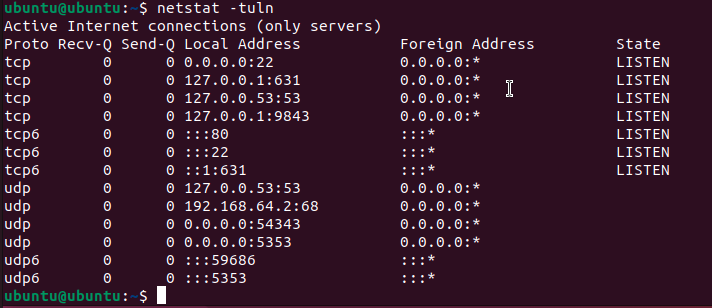 ubuntu@ubuntu:~$ netstat -tuln
Active Internet connections (only servers)
Proto Recv-Q Send-Q Local Address           Foreign Address         State
tcp        0      0 0.0.0.0:22              0.0.0.0:*               LISTEN
tcp        0      0 127.0.0.1:631           0.0.0.0:*               LISTEN
tcp        0      0 127.0.0.53:53           0.0.0.0:*               LISTEN
tcp        0      0 127.0.0.1:9843          0.0.0.0:*               LISTEN
tcp6       0      0 :::80                   :::*                    LISTEN
tcp6       0      0 :::22                   :::*                    LISTEN
tcp6       0      0 ::1:631                 :::*                    LISTEN
udp        0      0 127.0.0.53:53           0.0.0.0:*
udp        0      0 192.168.64.2:68         0.0.0.0:*
udp        0      0 0.0.0.0:54343           0.0.0.0:*
udp        0      0 0.0.0.0:5353            0.0.0.0:*
udp6       0      0 :::59686                :::*
udp6       0      0 :::5353                 :::*
ubuntu@ubuntu:~$